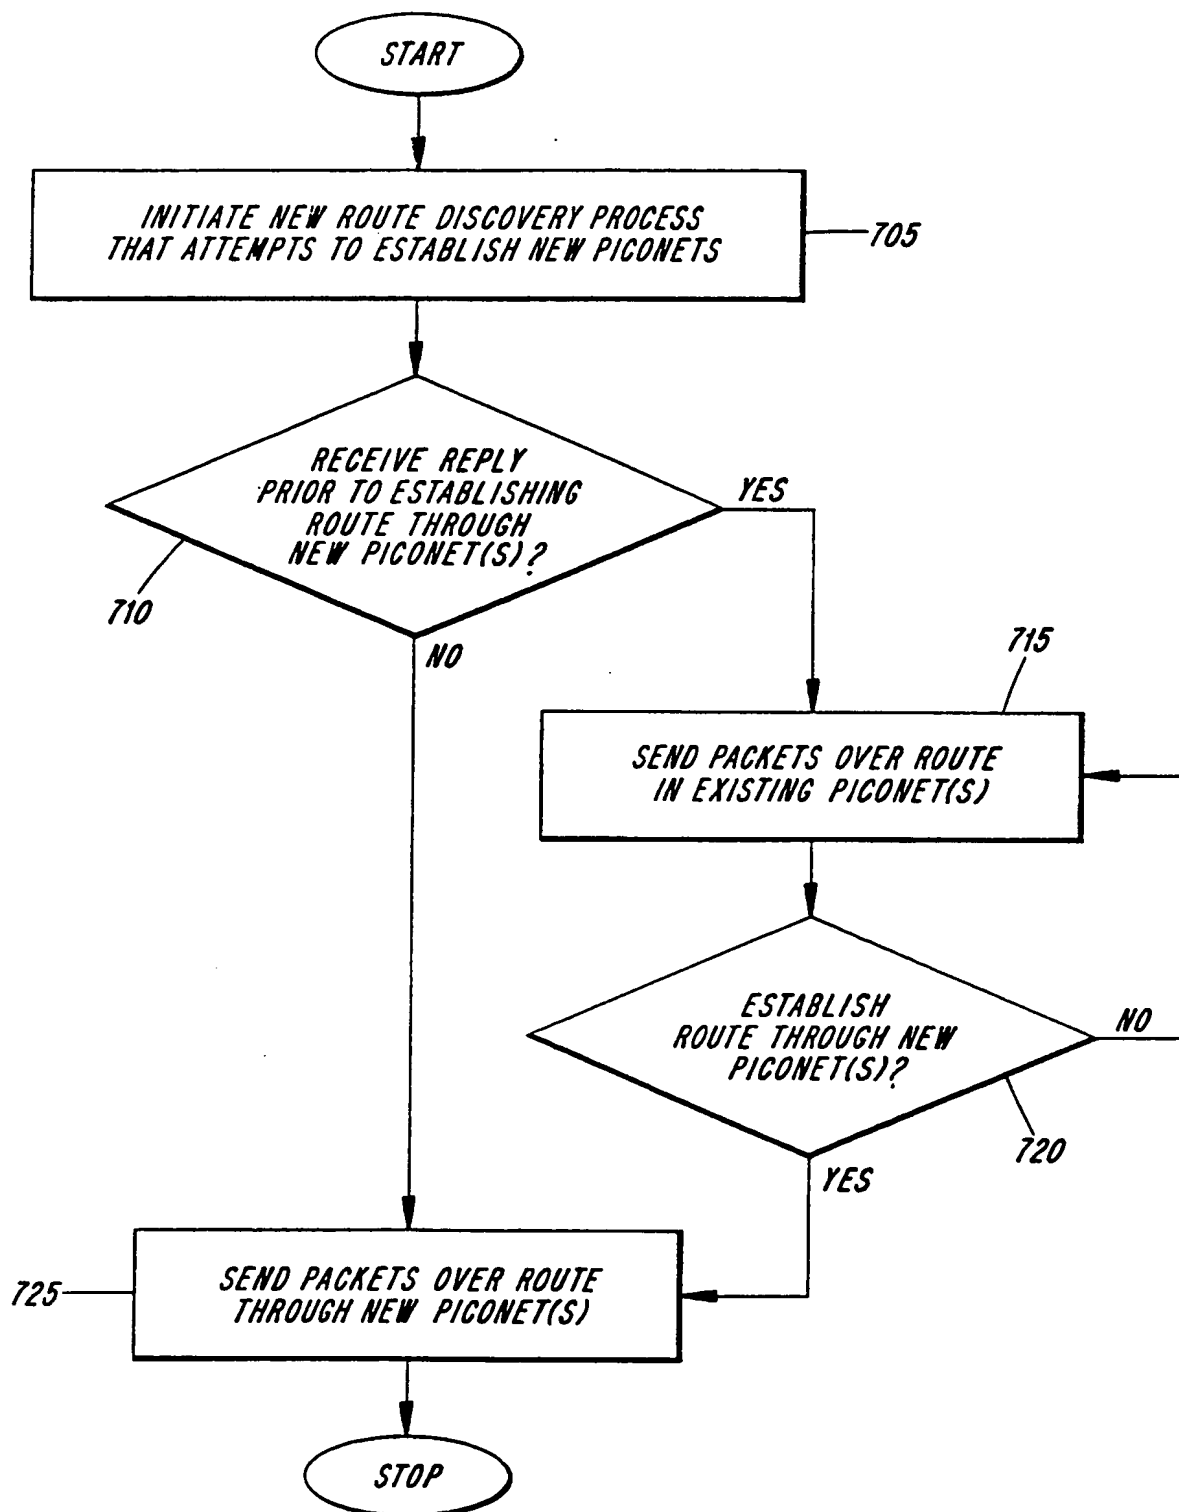 START
INITIATE NEW ROUTE DISCOVERY PROCESS
THAT ATTEMPTS TO ESTABLISH NEW PICONETS
705
RECEIVE REPLY
PRIOR TO ESTABLISHING
ROUTE THROUGH
NEW PICONET(S)?
YES
710
NO
715
SEND PACKETS OVER ROUTE
IN EXISTING PICONET(S)
ESTABLISH
ROUTE THROUGH NEW
PICONET(S)?
NO
720
YES
725
SEND PACKETS OVER ROUTE
THROUGH NEW PICONET(S)
STOP